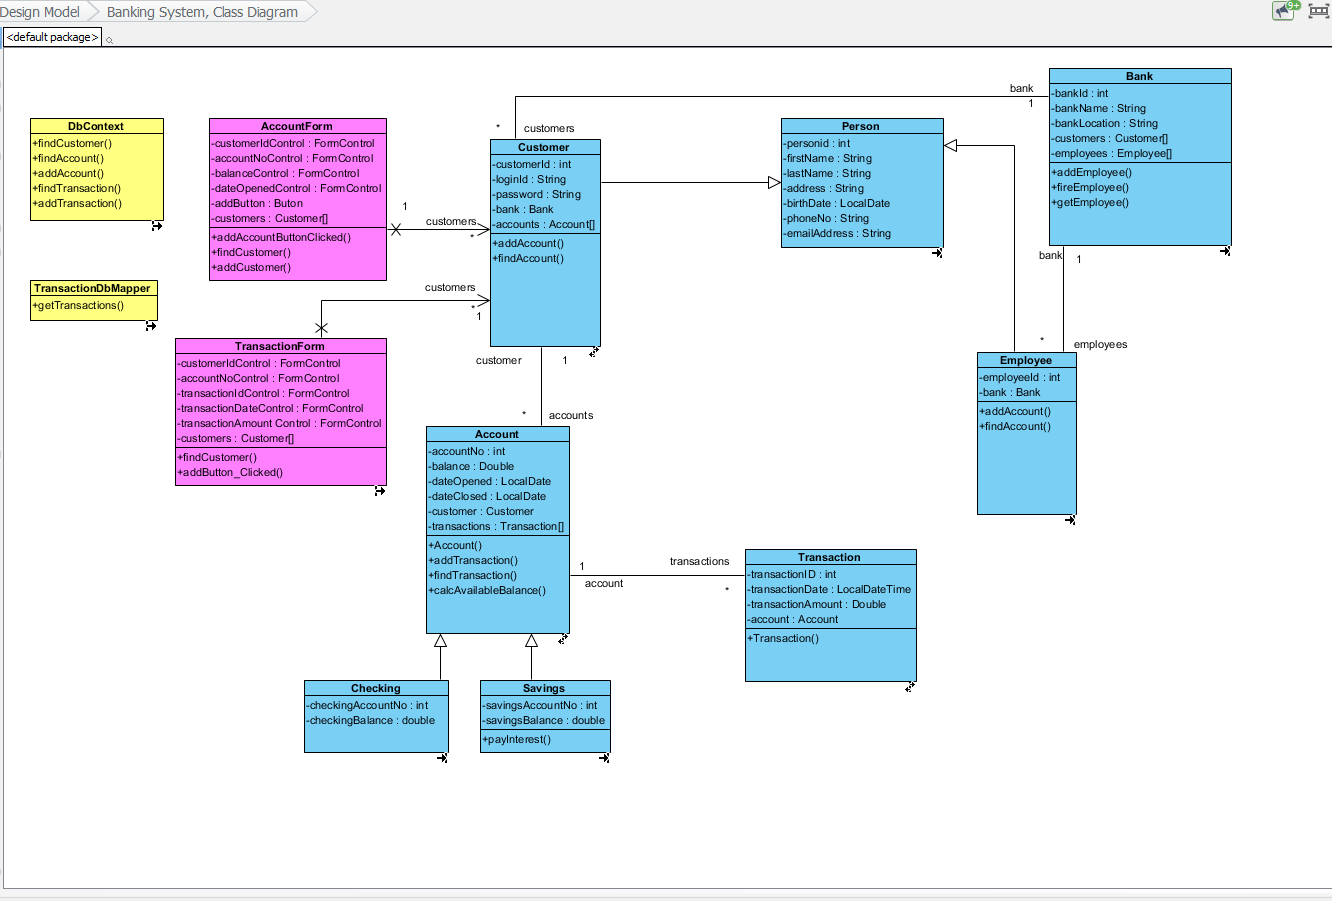 Design Model
Banking System, Class Diagram
9+
<default package>
bank
1
*
customers
Bank
-bankId : int
-bankName : String
-bankLocation : String
-customers : Customer[]
-employees : Employee[]
+addEmployee()
+fireEmployee()
+getEmployee()
DbContext
+findCustomer()
+findAccount()
+addAccount()
+findTransaction()
+addTransaction()
AccountForm
-customerIdControl : FormControl
-accountNoControl : FormControl
-balanceControl : FormControl
-dateOpenedControl : FormControl
-addButton : Buton
-customers : Customer[]
+addAccountButtonClicked()
+findCustomer()
+addCustomer()
1
customers
*
Customer
-customerId : int
-loginId : String
-password : String
-bank : Bank
-accounts : Account[]
+addAccount()
+findAccount()
Person
-personid : int
-firstName : String
-lastName : String
-address : String
-birthDate : LocalDate
-phoneNo : String
-emailAddress : String
bank
1
TransactionDbMapper
+getTransactions()
customers
*
1
TransactionForm
-customerIdControl : FormControl
-accountNoControl : FormControl
-transactionIdControl : FormControl
-transactionDateControl : FormControl
-transactionAmount Control : FormControl
-customers : Customer[]
+findCustomer()
+addButton_Clicked()
customer
1
*
accounts
*
employees
Employee
-employeeId : int
-bank : Bank
+addAccount()
+findAccount()
Account
-accountNo : int
-balance : Double
-dateOpened : LocalDate
-dateClosed : LocalDate
-customer : Customer
-transactions : Transaction[]
+Account()
+addTransaction()
+findTransaction()
+calcAvailableBalance()
1
account
transactions
*
Transaction
-transactionID : int
-transactionDate : LocalDateTime
-transactionAmount : Double
-account : Account
+Transaction()
Checking
-checkingAccountNo : int
-checkingBalance : double
Savings
-savingsAccountNo : int
-savingsBalance : double
+payInterest()